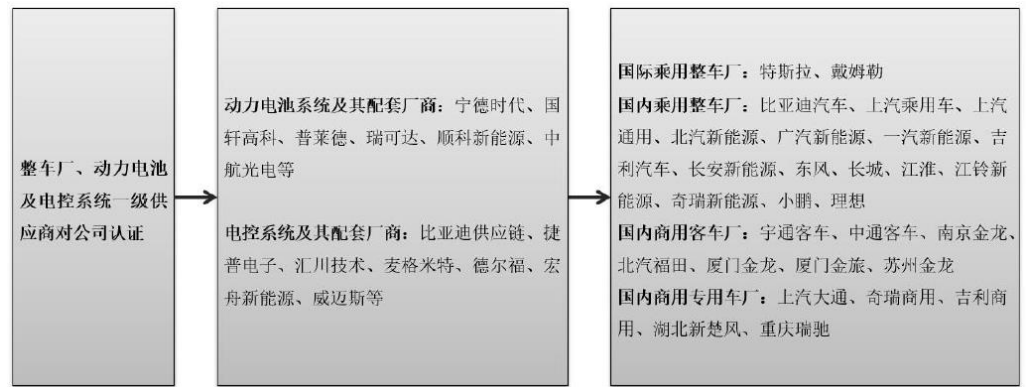 整车厂、动力电池
及电控系统一级供
应商对公司认证
动力电池系统及其配套厂商：宁德时代、国
轩高科、普莱德、瑞可达、顺科新能源、中
航光电等
电控系统及其配套厂商：比亚迪供应链、捷
普电子、汇川技术、麦格米特、德尔福、宏
舟新能源、威迈斯等
国际乘用整车厂：特斯拉、戴姆勒
国内乘用整车厂：比亚迪汽车、上汽乘用车、上汽
通用、北汽新能源、广汽新能源、一汽新能源、吉
利汽车、长安新能源、东风、长城、江淮、江铃新
能源、奇瑞新能源、小鹏、理想
国内商用客车厂：宇通客车、中通客车、南京金龙、
北汽福田、厦门金龙、厦门金旅、苏州金龙
国内商用专用车厂：上汽大通、奇瑞商用、吉利商
用、湖北新楚风、重庆瑞驰